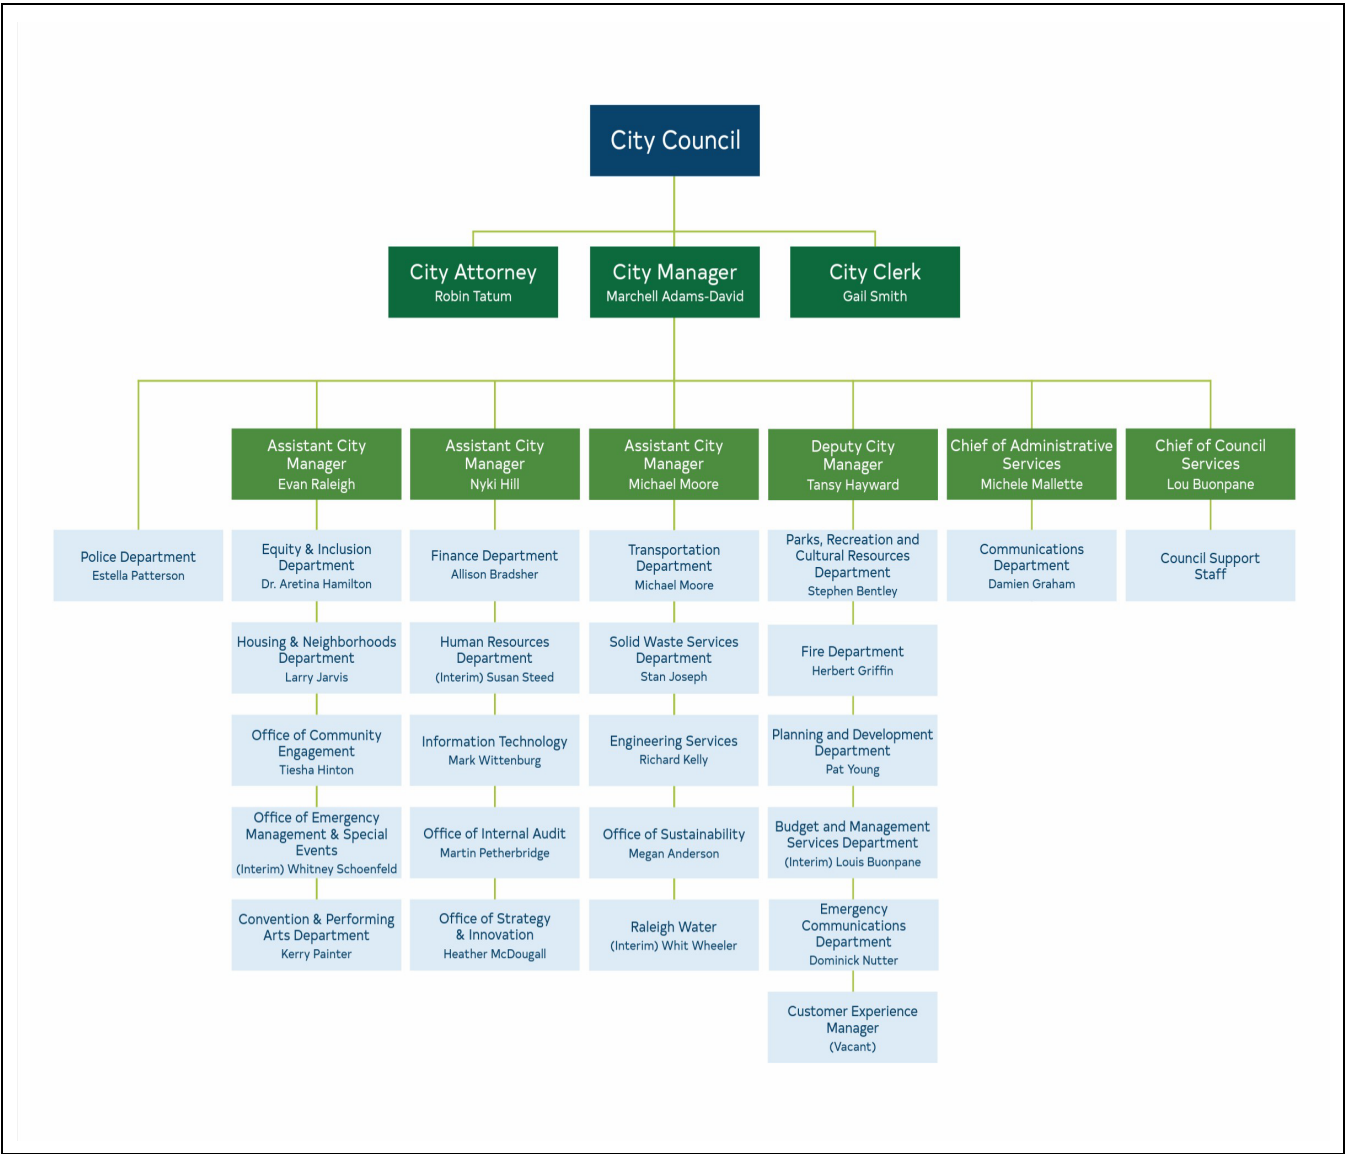 City Council
City Attorney
Robin Tatum
City Manager
Marchell Adams-David
City Clerk
Gail Smith
Assistant City
Manager
Evan Raleigh
Assistant City
Manager
Nyki Hill
Assistant City
Manager
Michael Moore
Deputy City
Manager
Tansy Hayward
Chief of Administrative
Services
Michele Mallette
Chief of Council
Services
Lou Buonpane
Police Department
Estella Patterson
Equity & Inclusion
Department
Dr. Aretina Hamilton
Finance Department
Allison Bradsher
Transportation
Department
Michael Moore
Parks, Recreation and
Cultural Resources
Department
Stephen Bentley
Communications
Department
Damien Graham
Council Support
Staff
Housing & Neighborhoods
Department
Larry Jarvis
Human Resources
Department
(Interim) Susan Steed
Solid Waste Services
Department
Stan Joseph
Fire Department
Herbert Griffin
Office of Community
Engagement
Tiesha Hinton
Information Technology
Mark Wittenburg
Engineering Services
Richard Kelly
Planning and Development
Department
Pat Young
Office of Emergency
Management & Special
Events
(Interim) Whitney Schoenfeld
Office of Internal Audit
Martin Petherbridge
Office of Sustainability
Megan Anderson
Budget and Management
Services Department
(Interim) Louis Buonpane
Convention & Performing
Arts Department
Kerry Painter
Office of Strategy
& Innovation
Heather McDougall
Raleigh Water
(Interim) Whit Wheeler
Emergency
Communications
Department
Dominick Nutter
Customer Experience
Manager
(Vacant)